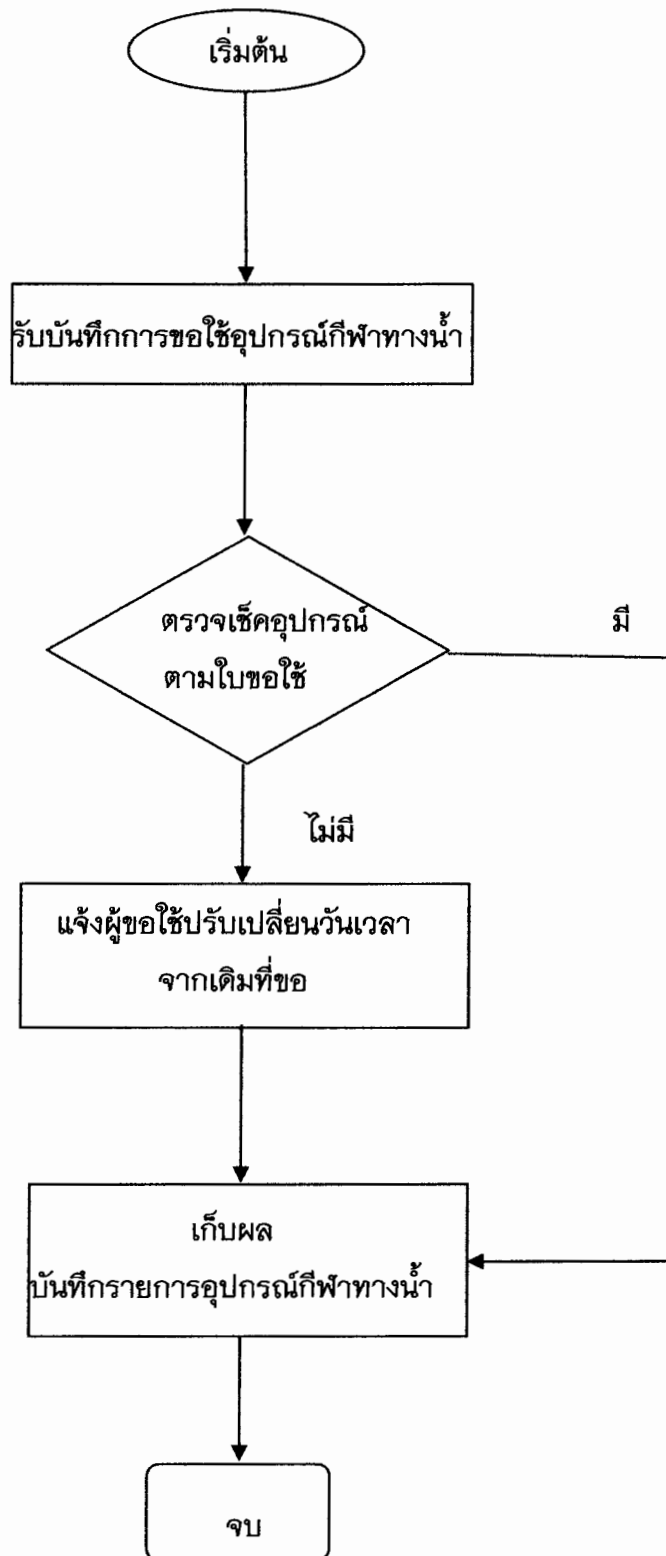 เริ่มต้น
รับบันทึกการขอใช้อุปกรณ์กีฬาทางน้ำ
ตรวจเช็คอุปกรณ์
ตามใบขอใช้
มี
ไม่มี
แจ้งผู้ขอใช้ปรับเปลี่ยนวันเวลา
จากเดิมที่ขอ
เก็บผล
บันทึกรายการอุปกรณ์กีฬาทางน้ำ
จบ